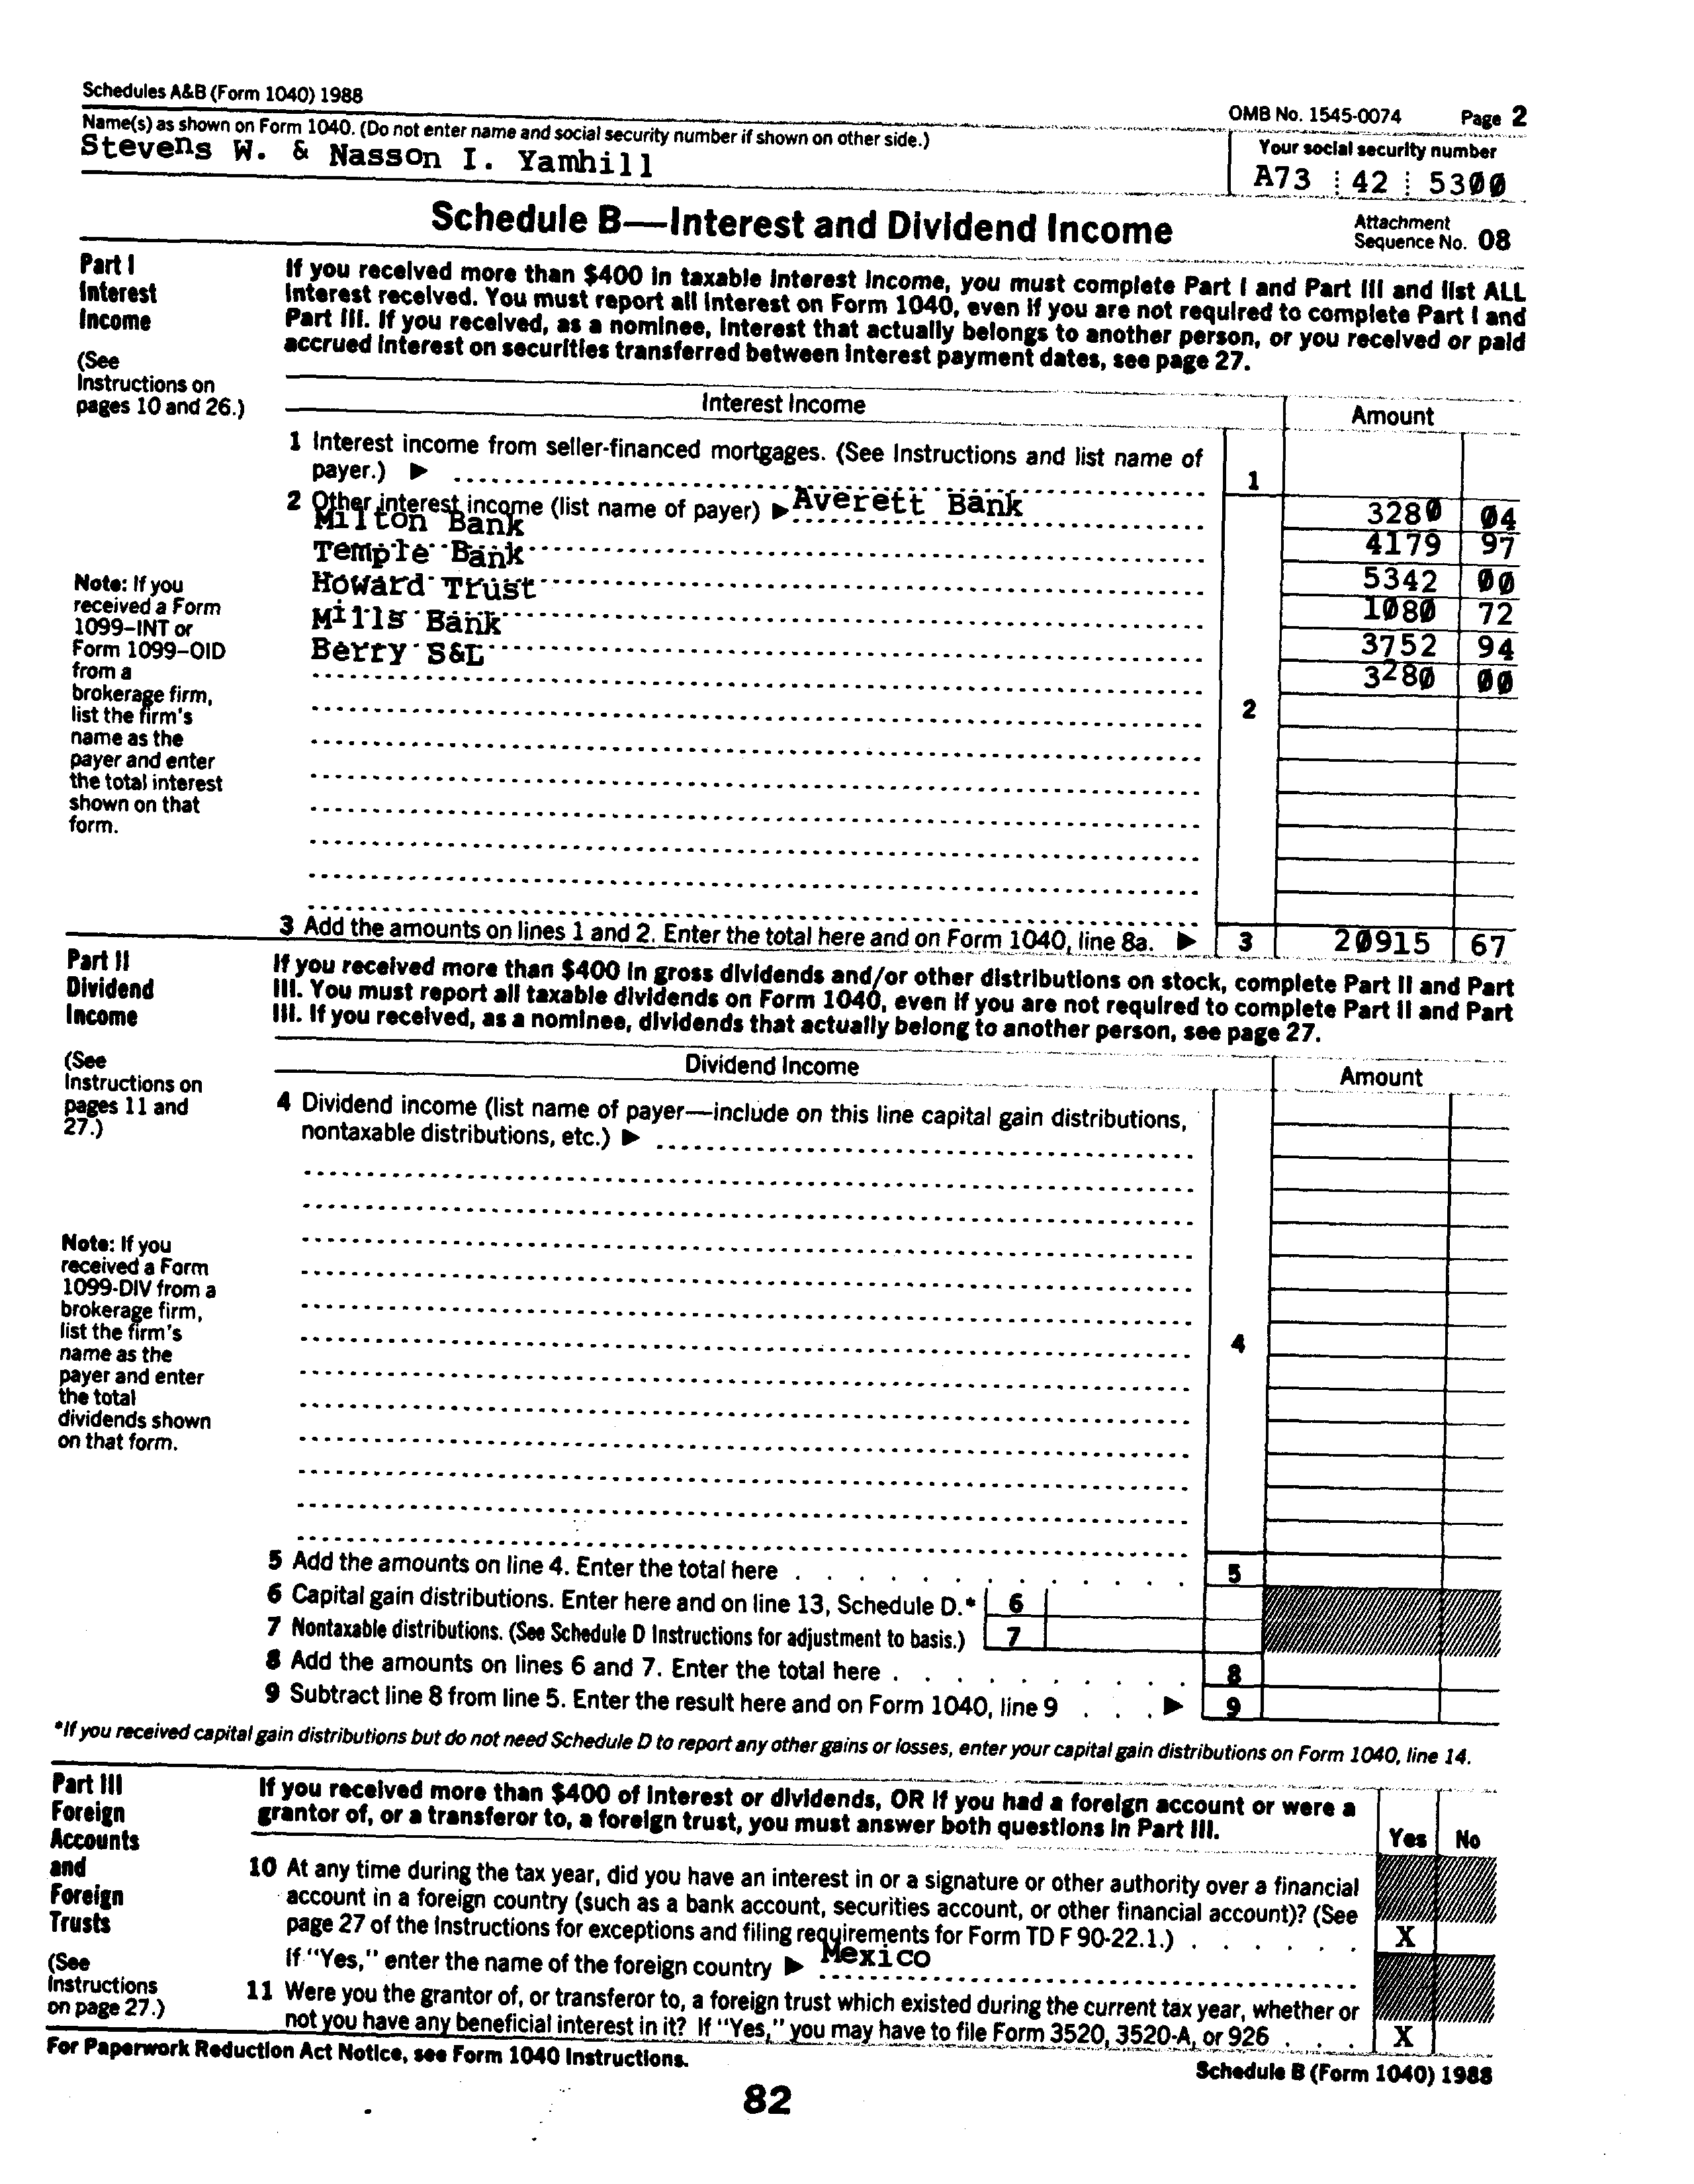 Schedules A&B (Form 1040) 1988
OMB No. 1545-0074 Page 2
Name(s) as shown on Form 1040. (Do not enter name and social security number if shown on other side.)
Your social security number
Stevens W. & Nasson I. Yamhill
A73 42 5300
Schedule B—Interest and Dividend Income
Attachment
Sequence No. 08
Part I
Interest
Income
(See
Instructions on
pages 10 and 26.)
If you received more than $400 in taxable interest income, you must complete Part I and Part III and list ALL
interest received. You must report all interest on Form 1040, even if you are not required to complete Part I and
Part III. If you received, as a nominee, interest that actually belongs to another person, or you received or paid
accrued interest on securities transferred between interest payment dates, see page 27.
Interest Income
Amount
1 Interest income from seller-financed mortgages. (See Instructions and list name of
payer.) ▶
1
2 Other interest income (list name of payer) ▶ Averett Bank 3280 04
Milton Bank 4179 97
Temple Bank 5342 00
Howard Trust 1080 72
Mills Bank 3752 94
Berry S&L 3280 00
2
Note: If you
received a Form
1099–INT or
Form 1099–OID
from a
brokerage firm,
list the firm's
name as the
payer and enter
the total interest
shown on that
form.
3 Add the amounts on lines 1 and 2. Enter the total here and on Form 1040, line 8a. ▶ 3 20915 67
Part II
Dividend
Income
(See
Instructions on
pages 11 and
27.)
If you received more than $400 in gross dividends and/or other distributions on stock, complete Part II and Part
III. You must report all taxable dividends on Form 1040, even if you are not required to complete Part II and Part
III. If you received, as a nominee, dividends that actually belong to another person, see page 27.
Dividend Income
Amount
4 Dividend income (list name of payer—include on this line capital gain distributions,
nontaxable distributions, etc.) ▶
4
Note: If you
received a Form
1099-DIV from a
brokerage firm,
list the firm's
name as the
payer and enter
the total
dividends shown
on that form.
5 Add the amounts on line 4. Enter the total here . . . . . . . . . . . . 5
6 Capital gain distributions. Enter here and on line 13, Schedule D.* 6
7 Nontaxable distributions. (See Schedule D Instructions for adjustment to basis.) 7
8 Add the amounts on lines 6 and 7. Enter the total here . . . . . . . . . 8
9 Subtract line 8 from line 5. Enter the result here and on Form 1040, line 9 . . . ▶ 9
*If you received capital gain distributions but do not need Schedule D to report any other gains or losses, enter your capital gain distributions on Form 1040, line 14.
Part III
Foreign
Accounts
and
Foreign
Trusts
(See
Instructions
on page 27.)
If you received more than $400 of interest or dividends, OR if you had a foreign account or were a
grantor of, or a transferor to, a foreign trust, you must answer both questions in Part III.
Yes No
10 At any time during the tax year, did you have an interest in or a signature or other authority over a financial
account in a foreign country (such as a bank account, securities account, or other financial account)? (See
page 27 of the Instructions for exceptions and filing requirements for Form TD F 90-22.1.) . . . . . . X
If "Yes," enter the name of the foreign country ▶ Mexico
11 Were you the grantor of, or transferor to, a foreign trust which existed during the current tax year, whether or
not you have any beneficial interest in it? If "Yes," you may have to file Form 3520, 3520-A, or 926 . . . X
For Paperwork Reduction Act Notice, see Form 1040 Instructions.
Schedule B (Form 1040) 1988
82